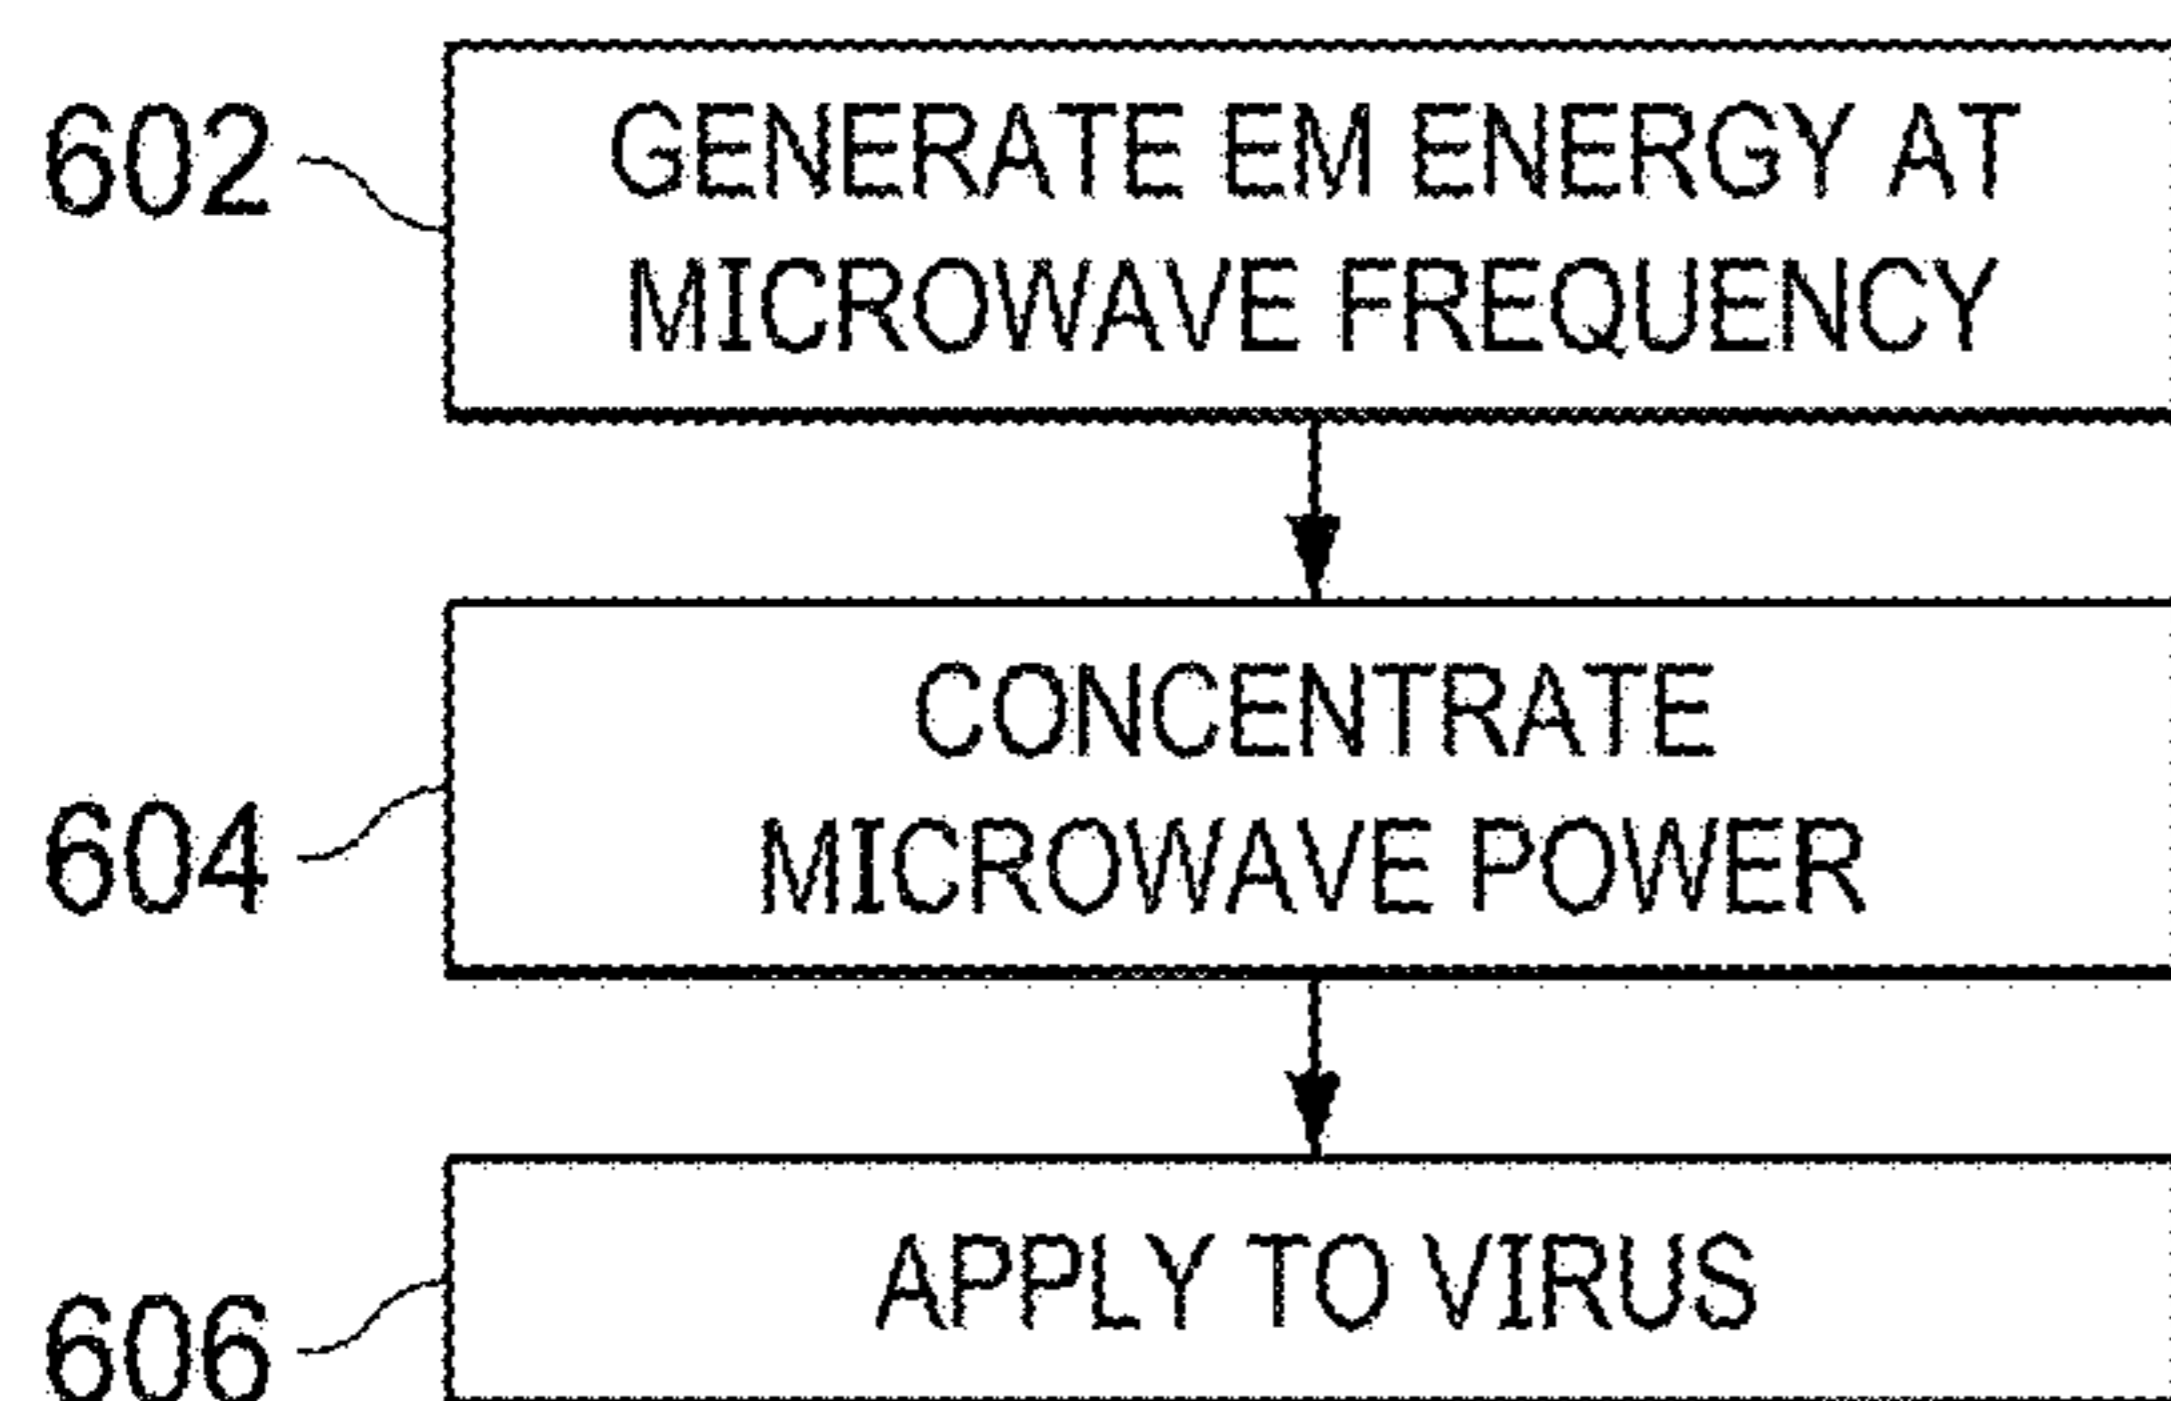 602
GENERATE EM ENERGY AT
MICROWAVE FREQUENCY
604
CONCENTRATE
MICROWAVE POWER
606
APPLY TO VIRUS